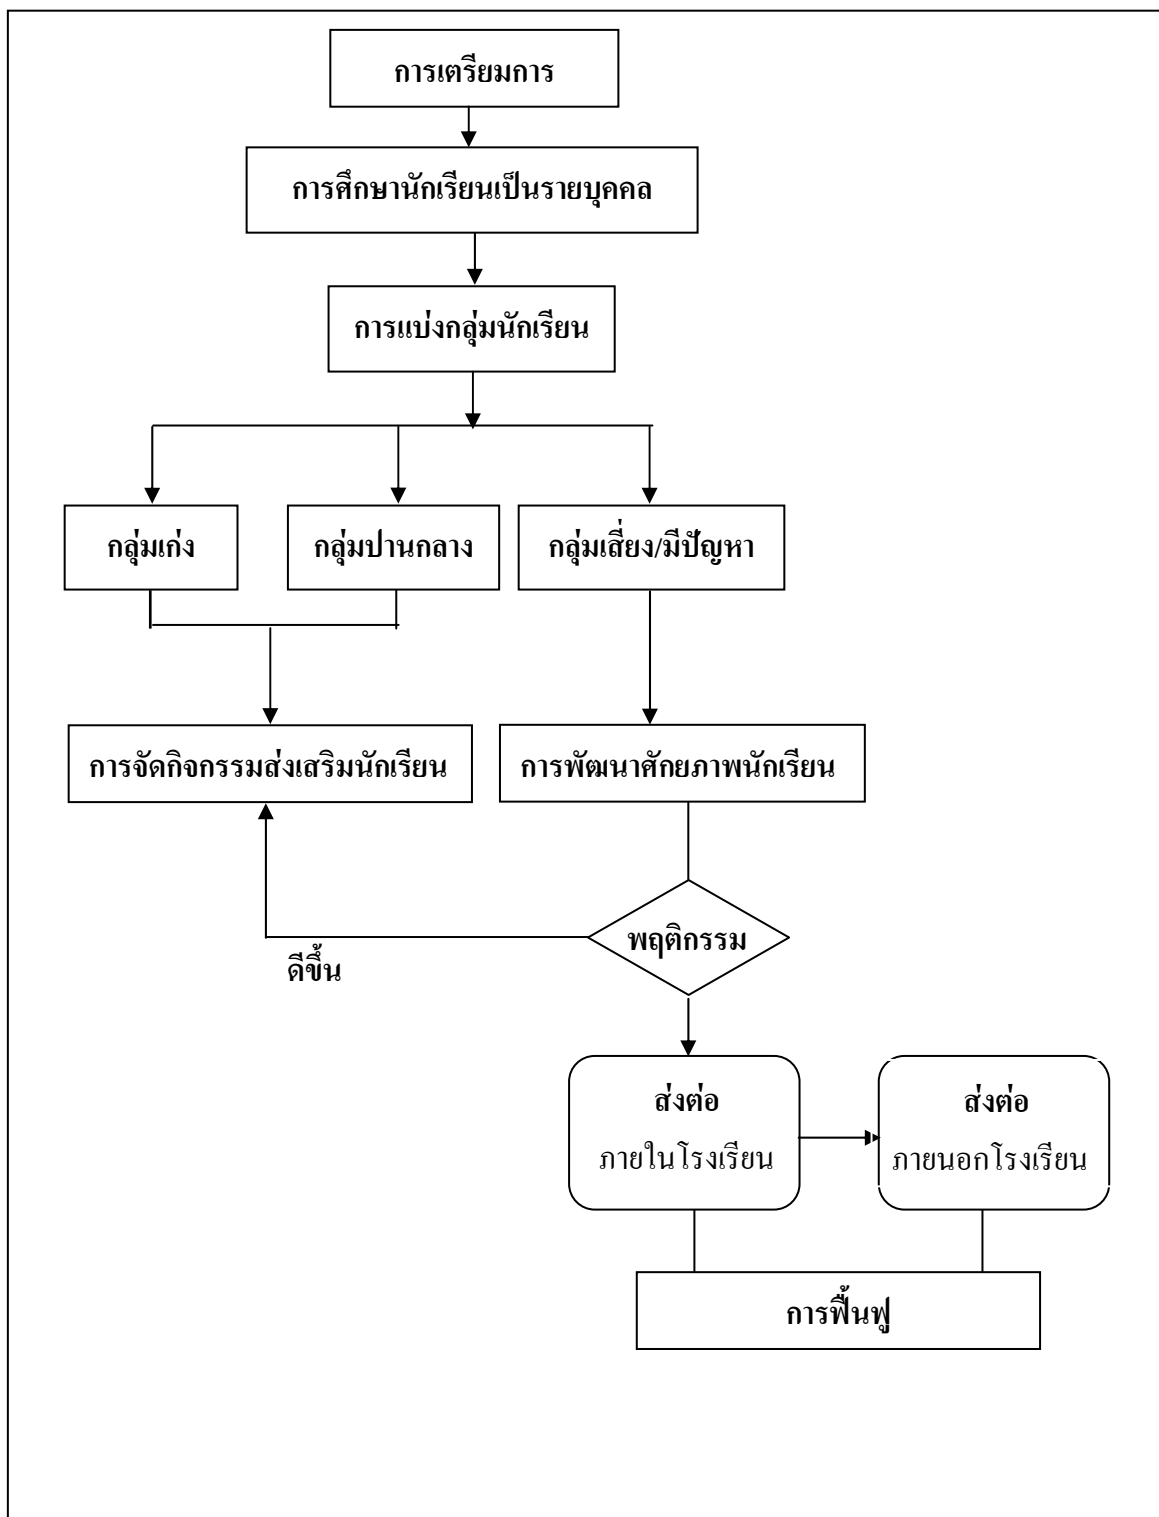 การเตรียมการ
การศึกษานักเรียนเป็นรายบุคคล
การแบ่งกลุ่มนักเรียน
กลุ่มเก่ง
กลุ่มปานกลาง
กลุ่มเสี่ยง/มีปัญหา
การจัดกิจกรรมส่งเสริมนักเรียน
การพัฒนาศักยภาพนักเรียน
พฤติกรรม
ดีขึ้น
ส่งต่อ
ภายในโรงเรียน
ส่งต่อ
ภายนอกโรงเรียน
การฟื้นฟู